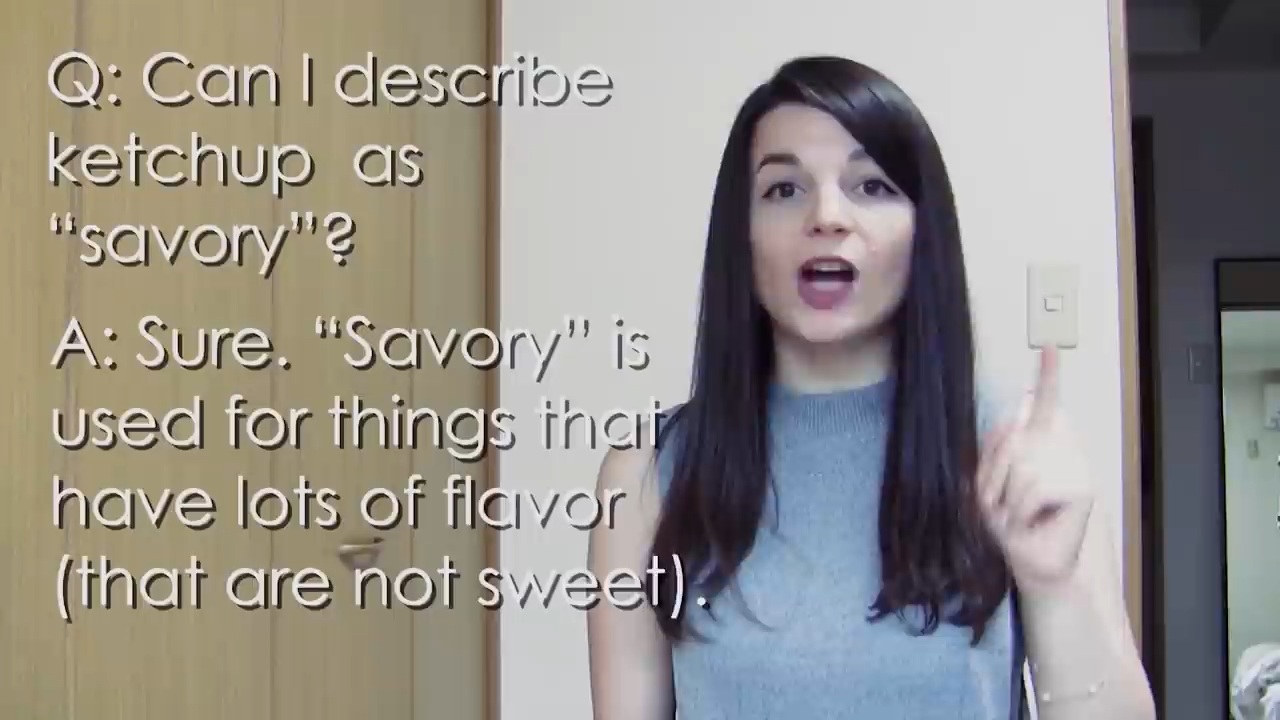 Q: Can I describe
ketchup as
“savory”?
A: Sure. “Savory” is
used for things that
have lots of flavor
(that are not sweet).